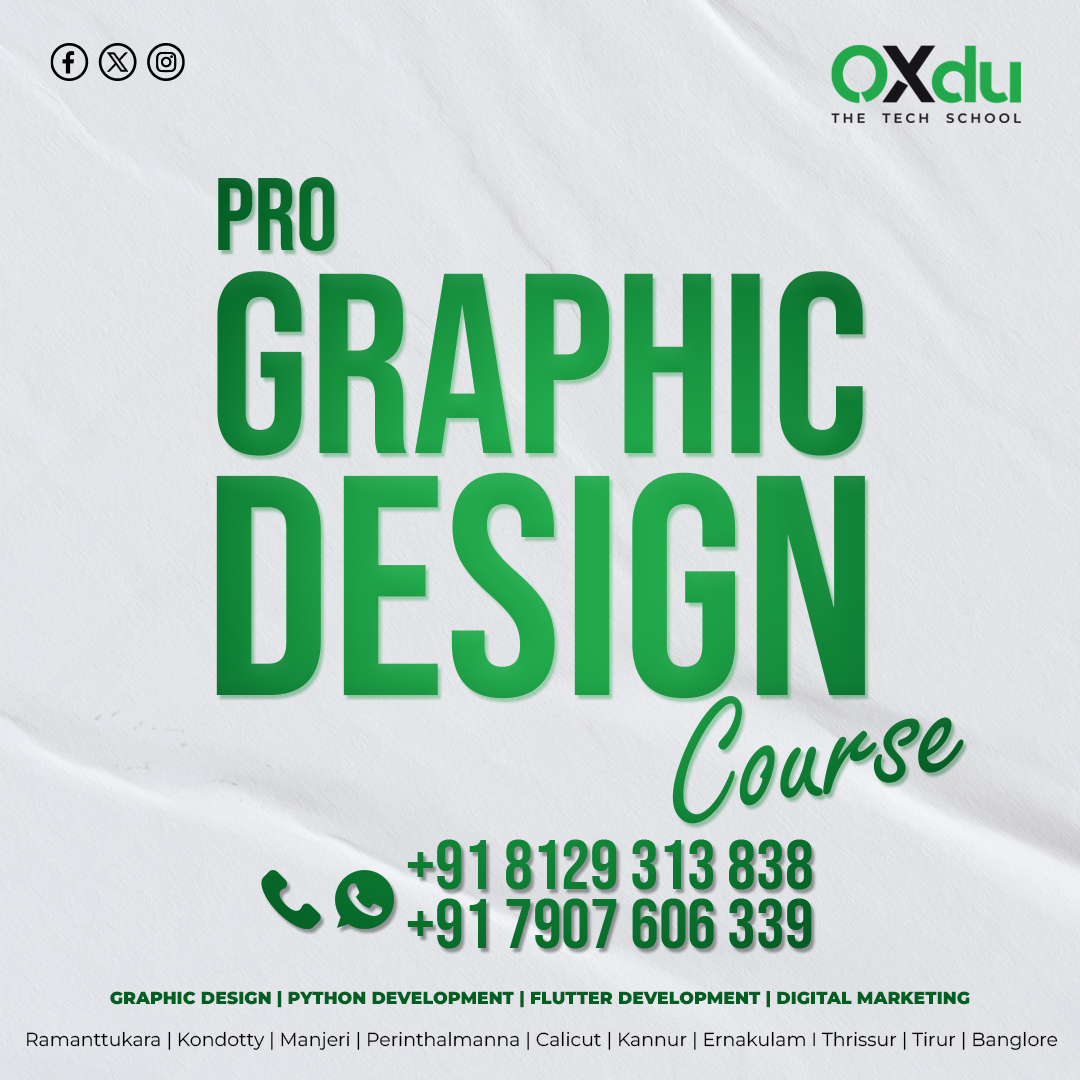 OXdu
THE TECH SCHOOL
PRO
GRAPHIC
DESIGN
Course
+91 8129 313 838
+91 7907 606 339
GRAPHIC DESIGN | PYTHON DEVELOPMENT | FLUTTER DEVELOPMENT | DIGITAL MARKETING
Ramanttukara | Kondotty | Manjeri | Perinthalmanna | Calicut | Kannur | Ernakulam I Thrissur | Tirur | Banglore